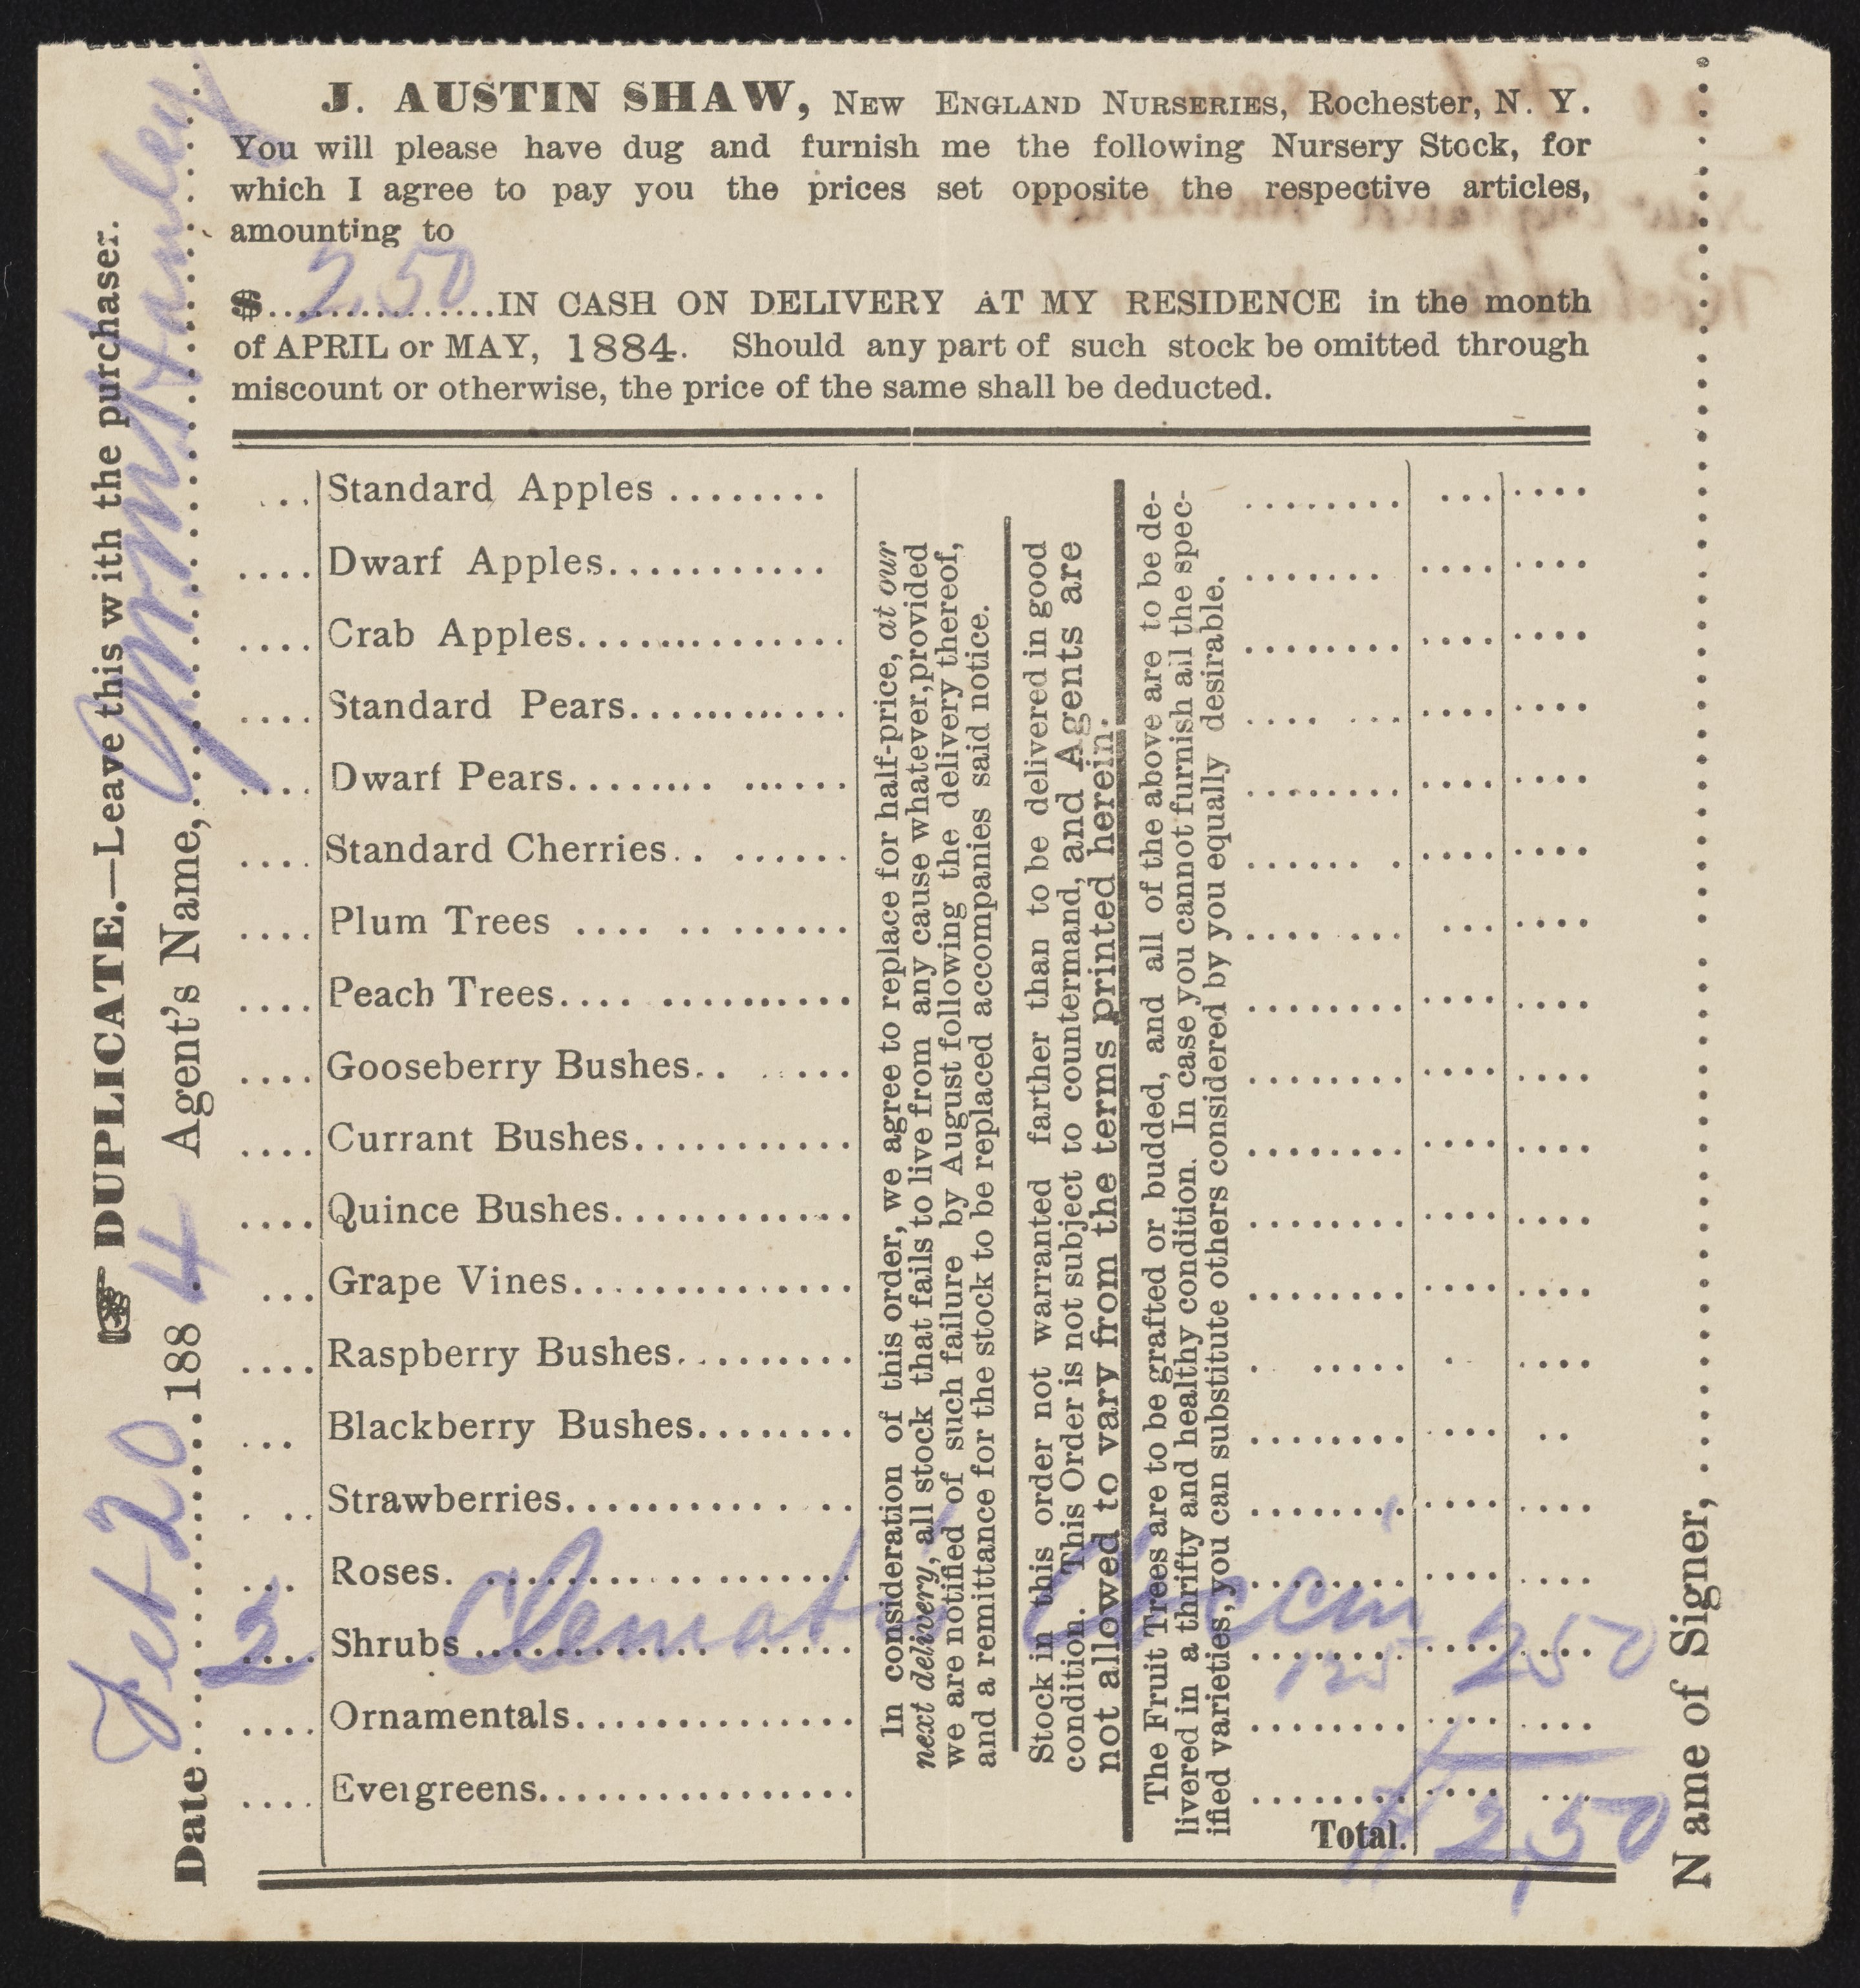 J. AUSTIN SHAW, NEW ENGLAND NURSERIES, Rochester, N. Y.
You will please have dug and furnish me the following Nursery Stock, for
which I agree to pay you the prices set opposite the respective articles,
amounting to
$ 2.50 IN CASH ON DELIVERY AT MY RESIDENCE in the month
of APRIL or MAY, 1884. Should any part of such stock be omitted through
miscount or otherwise, the price of the same shall be deducted.
☞ DUPLICATE.—Leave this w ith the purchaser.
Date 20 188 4 Agent's Name, Hanley
Standard Apples
Dwarf Apples
Crab Apples
Standard Pears
Dwarf Pears
Standard Cherries
Plum Trees
Peach Trees
Gooseberry Bushes
Currant Bushes
Quince Bushes
Grape Vines
Raspberry Bushes
Blackberry Bushes
Strawberries
Roses
2 Shrubs 125 250
Ornamentals
Evergreens
Total. $ 2,50
In consideration of this order, we agree to replace for half-price, at our
next delivery, all stock that fails to live from any cause whatever, provided
we are notified of such failure by August following the delivery thereof,
and a remittance for the stock to be replaced accompanies said notice.
Stock in this order not warranted farther than to be delivered in good
condition. This Order is not subject to countermand, and Agents are
not allowed to vary from the terms printed herein.
The Fruit Trees are to be grafted or budded, and all of the above are to be de-
livered in a thrifty and healthy condition. In case you cannot furnish all the spec-
ified varieties, you can substitute others considered by you equally desirable.
N ame of Signer,